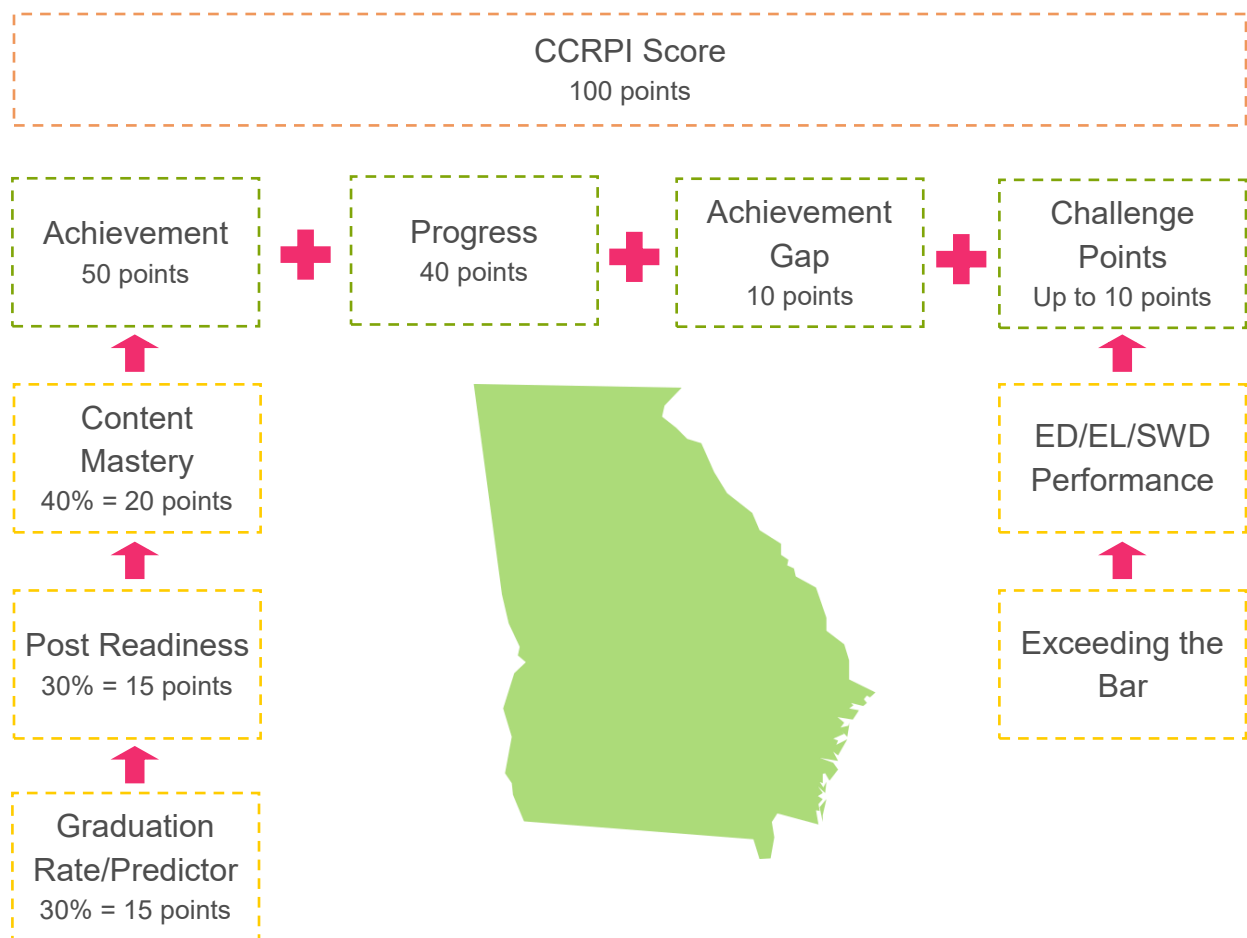 CCRPI Score
100 points
Achievement
50 points
Progress
40 points
Achievement
Gap
10 points
Challenge
Points
Up to 10 points
Content
Mastery
40% = 20 points
ED/EL/SWD
Performance
Post Readiness
30% = 15 points
Exceeding the
Bar
Graduation
Rate/Predictor
30% = 15 points